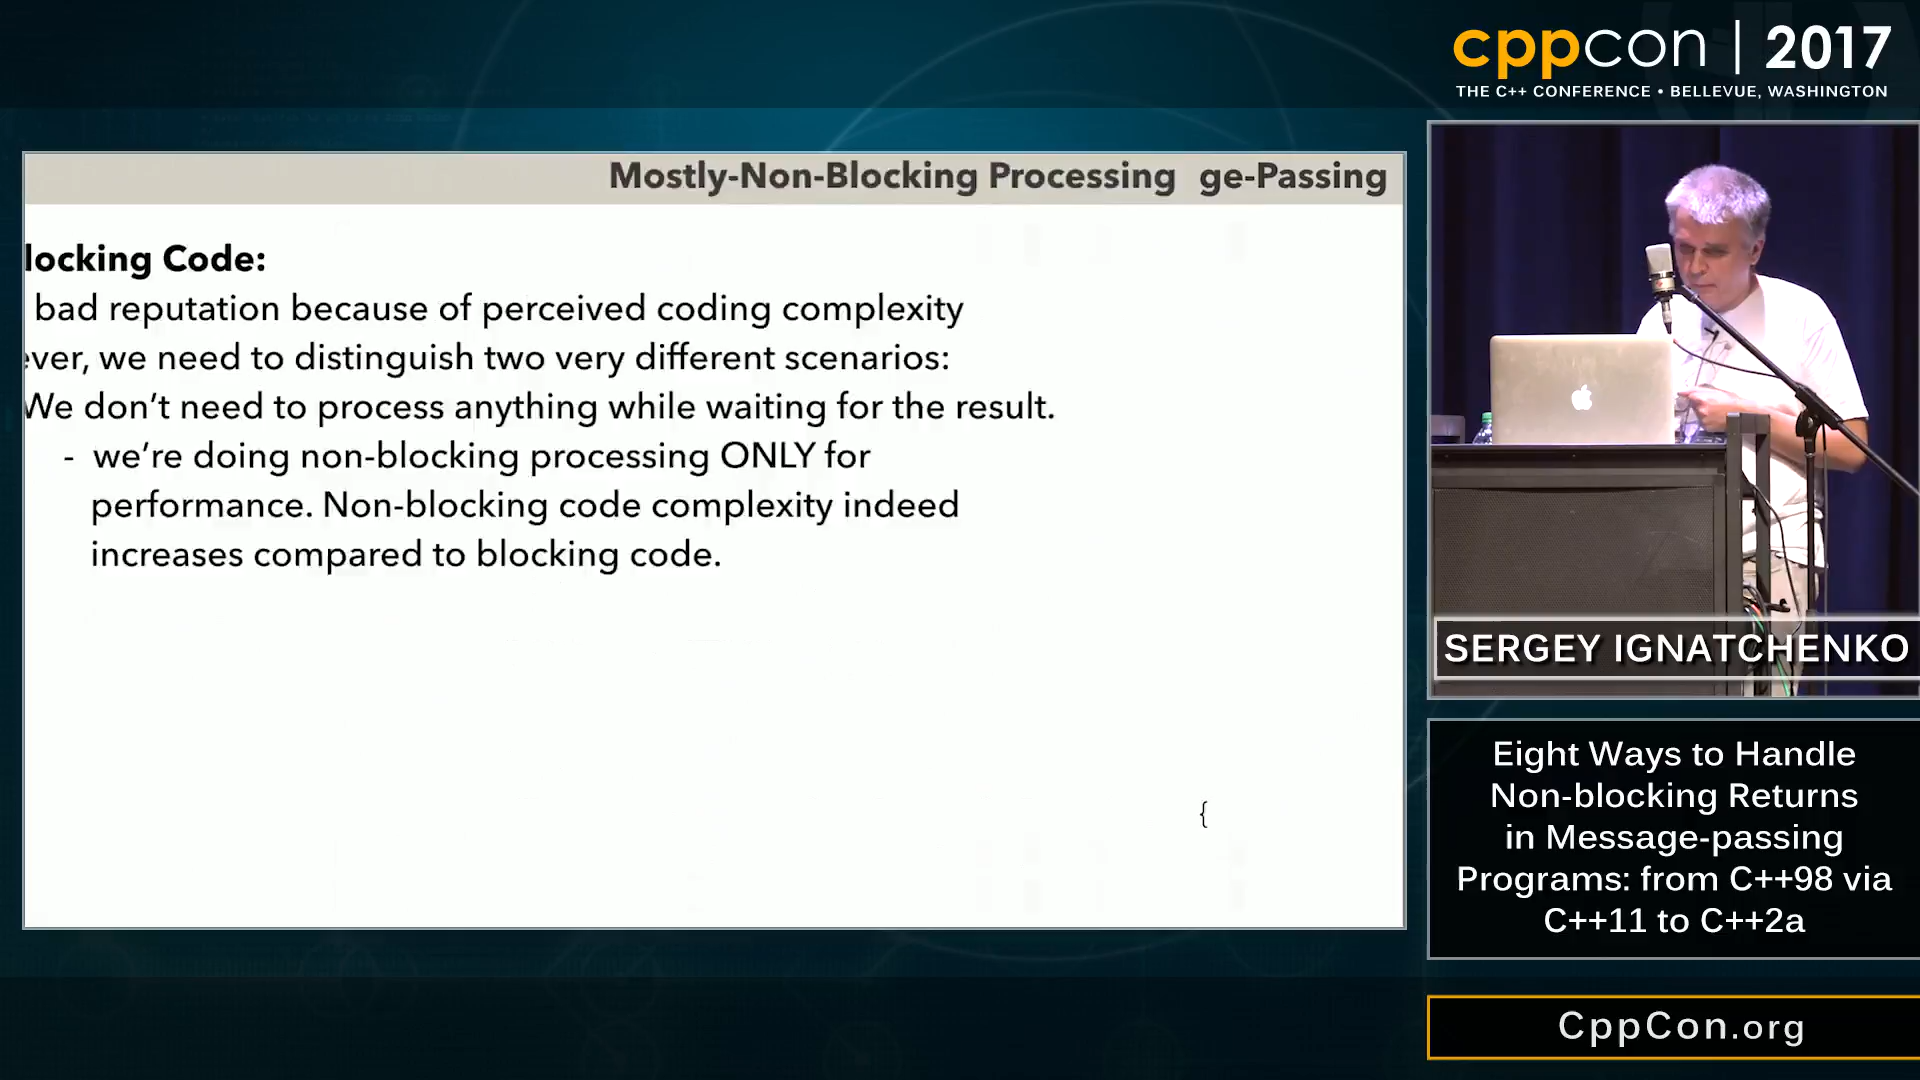 cppcon | 2017
THE C++ CONFERENCE • BELLEVUE, WASHINGTON
Mostly-Non-Blocking Processing ge-Passing
locking Code:
bad reputation because of perceived coding complexity
ver, we need to distinguish two very different scenarios:
We don't need to process anything while waiting for the result.
- we're doing non-blocking processing ONLY for
performance. Non-blocking code complexity indeed
increases compared to blocking code.
{
SERGEY IGNATCHENKO
Eight Ways to Handle
Non-blocking Returns
in Message-passing
Programs: from C++98 via
C++11 to C++2a
CppCon.org